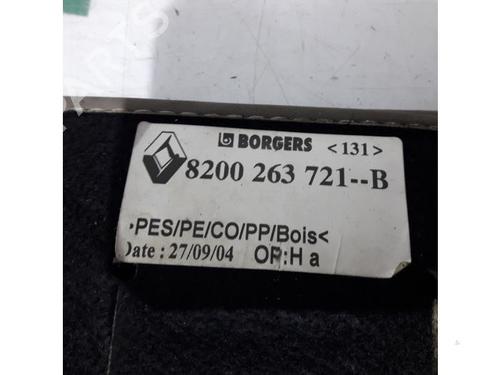 BORGERS <131>
8200 263 721--B
>PES/PE/CO/PP/Bois<
Date : 27/09/04 OP:H a